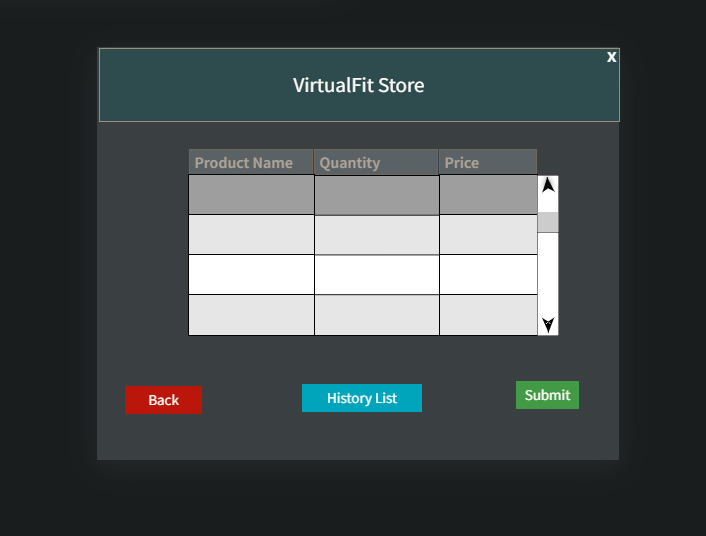 x
VirtualFit Store
Product Name Quantity Price
Back History List Submit